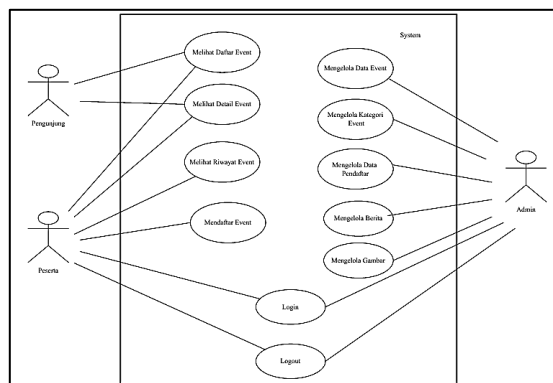 System
Melihat Daftar Event
Mengelola Data Event
Melihat Detail Event
Mengelola Kategori
Event
Pengunjung
Melihat Riwayat Event
Mengelola Data
Pendaftar
Admin
Mendaftar Event
Mengelola Berita
Peserta
Mengelola Gambar
Login
Logout